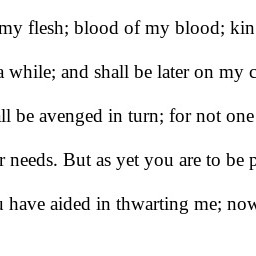 my flesh; blood of my blood; kin
a while; and shall be later on my
be avenged in turn; for not one
needs. But as yet you are to be
have aided in thwarting me; now